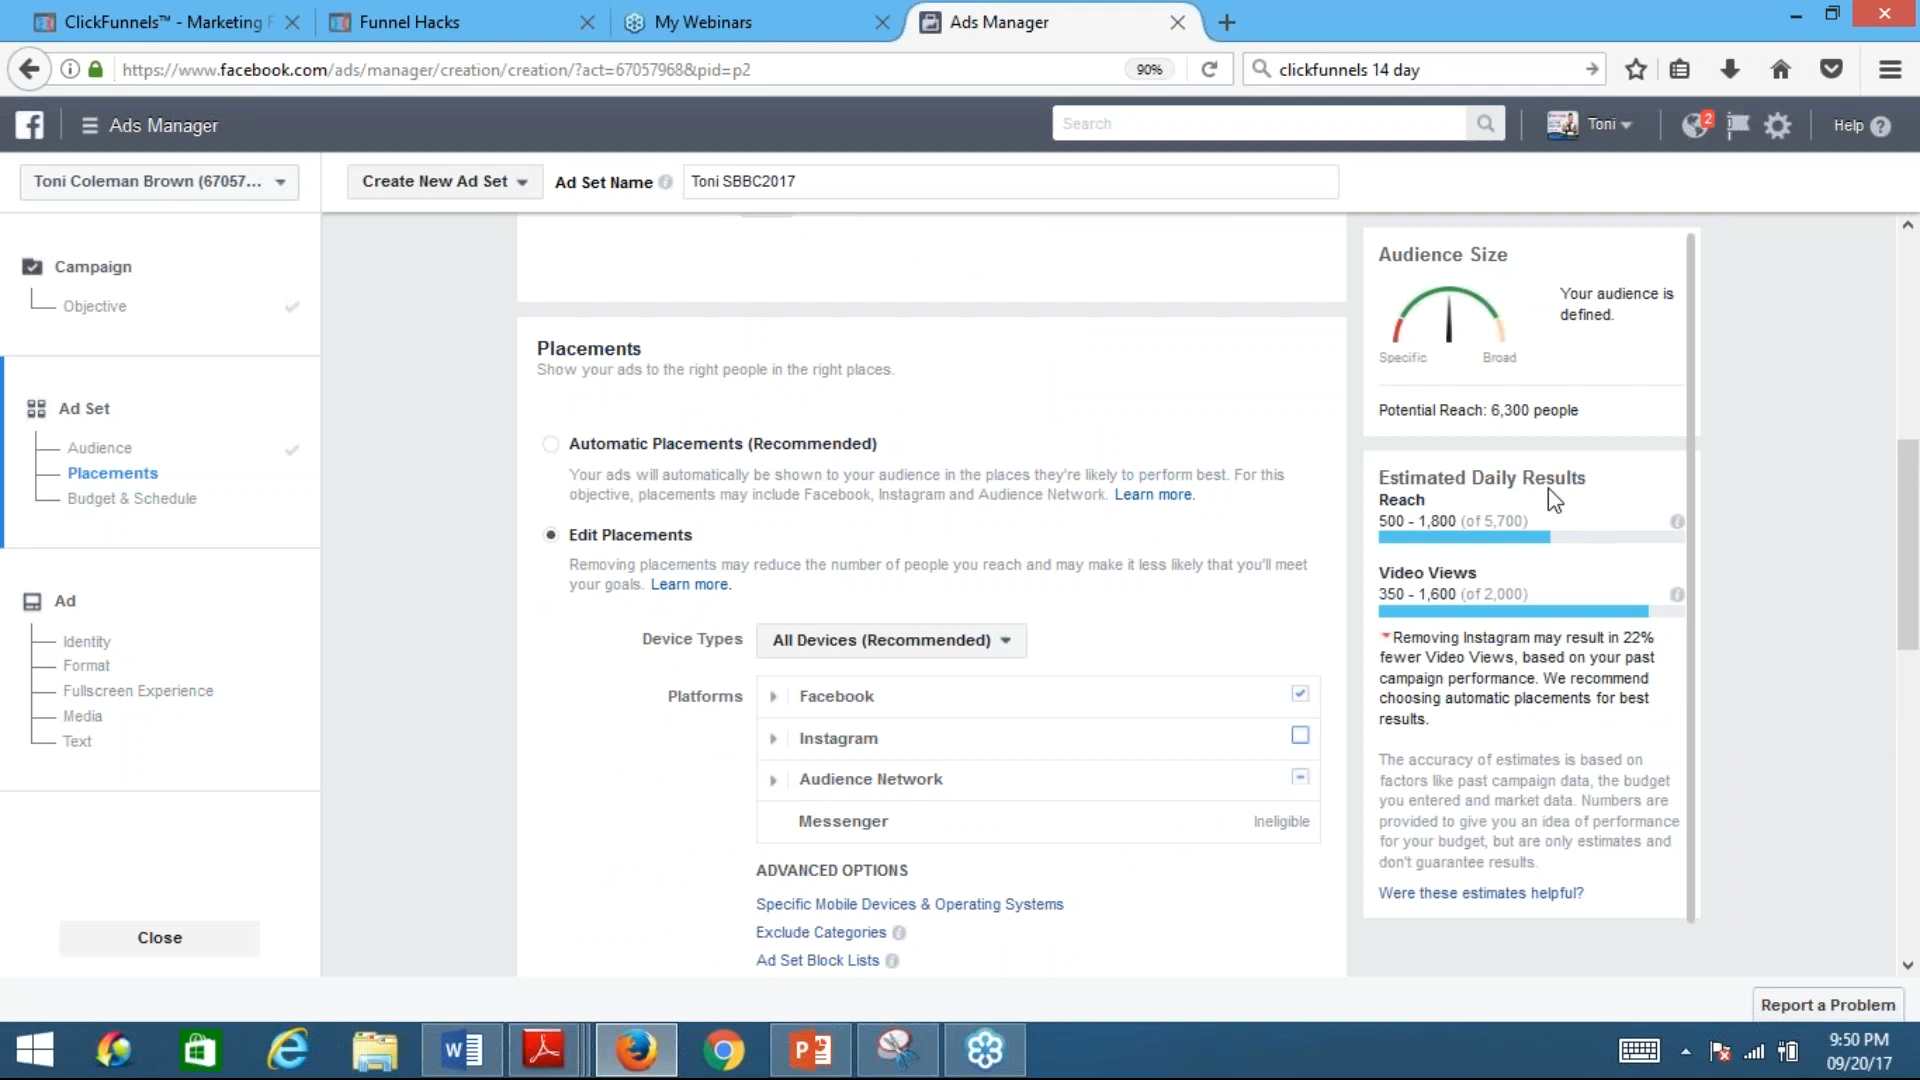 ClickFunnels™ - Marketing F
Funnel Hacks
My Webinars
Ads Manager
https://www.facebook.com/ads/manager/creation/creation/?act=67057968&pid=p2
90%
clickfunnels 14 day
Ads Manager
Search
Toni
2
Help
Toni Coleman Brown (67057...
Create New Ad Set
Ad Set Name
Toni SBBC2017
Campaign
Objective
Ad Set
Audience
Placements
Budget & Schedule
Ad
Identity
Format
Fullscreen Experience
Media
Text
Close
Placements
Show your ads to the right people in the right places.
Automatic Placements (Recommended)
Your ads will automatically be shown to your audience in the places they're likely to perform best. For this
objective, placements may include Facebook, Instagram and Audience Network. Learn more.
Edit Placements
Removing placements may reduce the number of people you reach and may make it less likely that you'll meet
your goals. Learn more.
Device Types
All Devices (Recommended)
Platforms
Facebook
Instagram
Audience Network
Messenger
Ineligible
ADVANCED OPTIONS
Specific Mobile Devices & Operating Systems
Exclude Categories
Ad Set Block Lists
Audience Size
Your audience is
defined.
Specific
Broad
Potential Reach: 6,300 people
Estimated Daily Results
Reach
500 - 1,800 (of 5,700)
Video Views
350 - 1,600 (of 2,000)
Removing Instagram may result in 22%
fewer Video Views, based on your past
campaign performance. We recommend
choosing automatic placements for best
results.
The accuracy of estimates is based on
factors like past campaign data, the budget
you entered and market data. Numbers are
provided to give you an idea of performance
for your budget, but are only estimates and
don't guarantee results.
Were these estimates helpful?
Report a Problem
9:50 PM
09/20/17